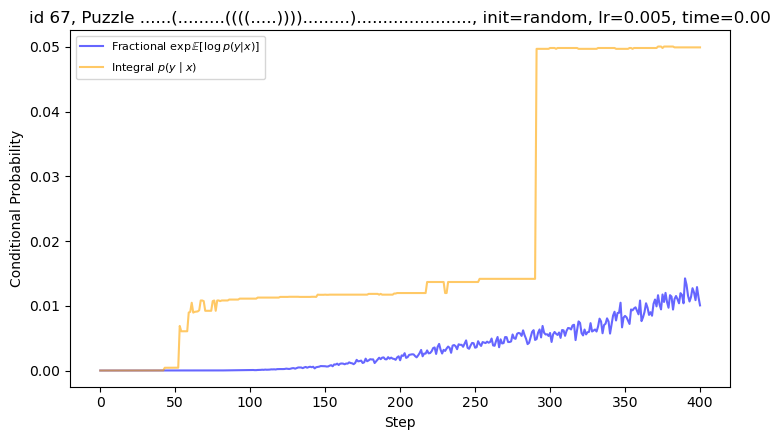 id 67, Puzzle ......(.........((((.....)))).........)......................, init=random, lr=0.005, time=0.00
Fractional exp𝔼[log p(y|x)]
Integral p(y | x)
Conditional Probability
0.05
0.04
0.03
0.02
0.01
0.00
0 50 100 150 200 250 300 350 400
Step